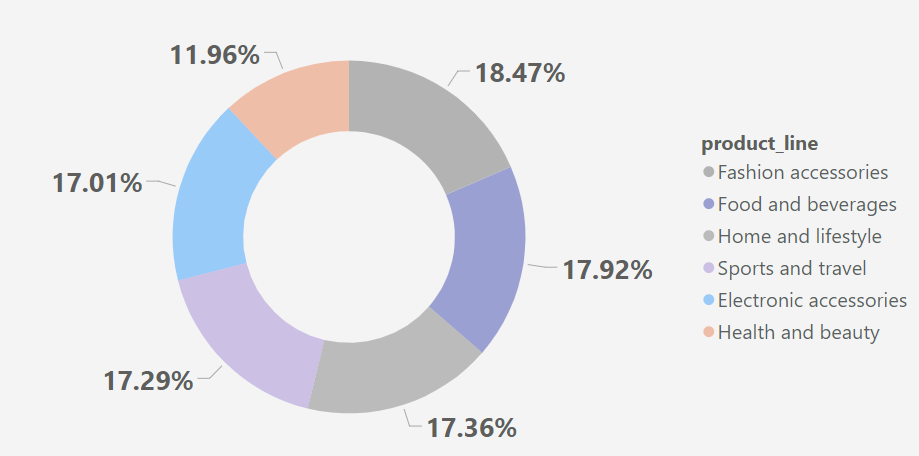 11.96%
18.47%
17.01%
17.92%
17.29%
17.36%
product_line
Fashion accessories
Food and beverages
Home and lifestyle
Sports and travel
Electronic accessories
Health and beauty